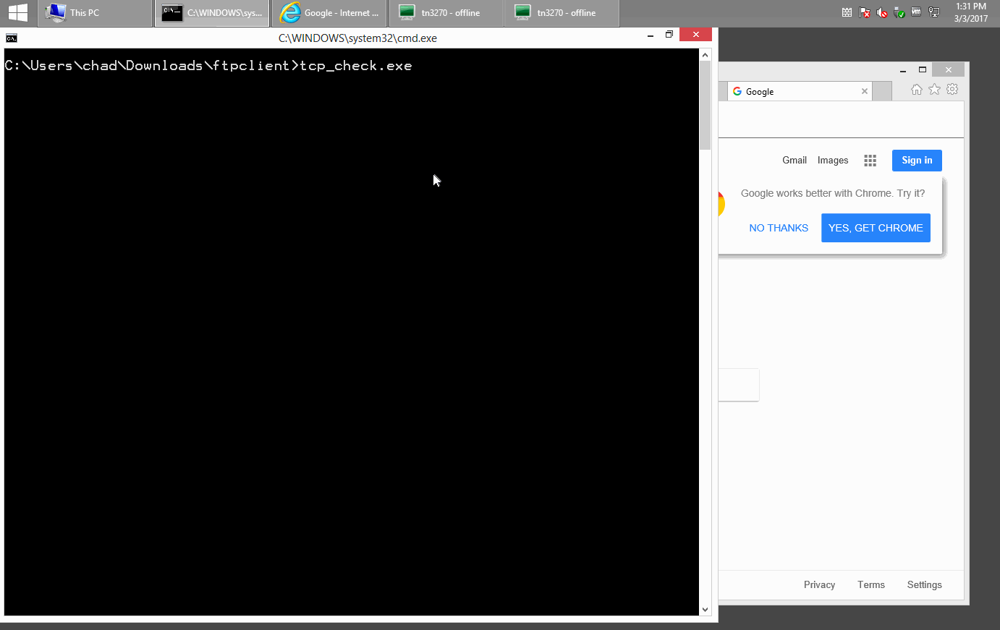 This PC
C:\WINDOWS\sys...
Google - Internet ...
tn3270 - offline
tn3270 - offline
1:31 PM
3/3/2017
C:\WINDOWS\system32\cmd.exe
C:\Users\chad\Downloads\ftpclient>tcp_check.exe
Google
Gmail Images Sign in
Google works better with Chrome. Try it?
NO THANKS YES, GET CHROME
Privacy Terms Settings